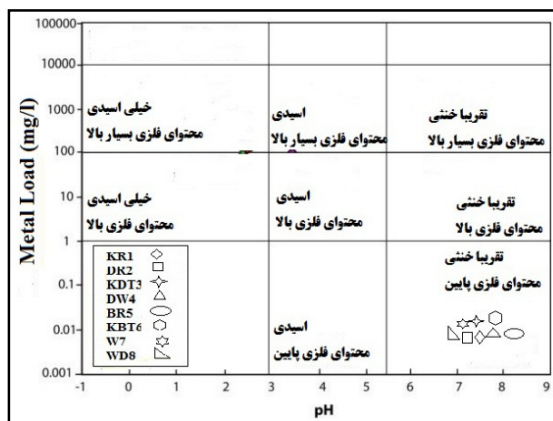 100000
10000
1000
100
10
1
0.1
0.01
0.001
Metal Load (mg/l)
خیلی اسیدی
محتوای فلزی بسیار بالا
اسیدی
محتوای فلزی بسیار بالا
تقریبا خنثی
محتوای فلزی بسیار بالا
خیلی اسیدی
محتوای فلزی بالا
اسیدی
محتوای فلزی بالا
تقریبا خنثی
محتوای فلزی بالا
تقریبا خنثی
محتوای فلزی پایین
اسیدی
محتوای فلزی پایین
KR1
DR2
KDT3
DW4
BR5
KBT6
W7
WD8
-1 0 1 2 3 4 5 6 7 8 9
pH